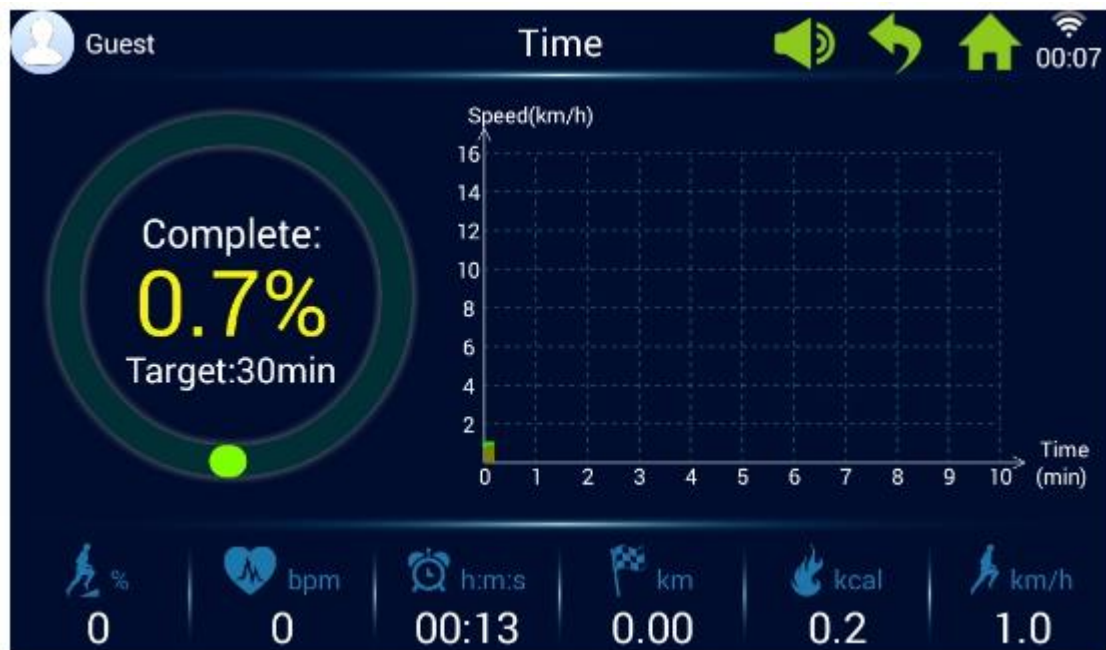 Guest
Time
00:07
Complete:
0.7%
Target:30min
Speed(km/h)
16
14
12
10
8
6
4
2
0 1 2 3 4 5 6 7 8 9 10
Time
(min)
% bpm h:m:s km kcal km/h
0 0 00:13 0.00 0.2 1.0